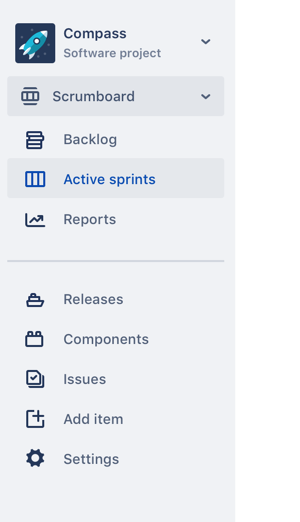 Compass
Software project
Scrumboard
Backlog
Active sprints
Reports
Releases
Components
Issues
Add item
Settings